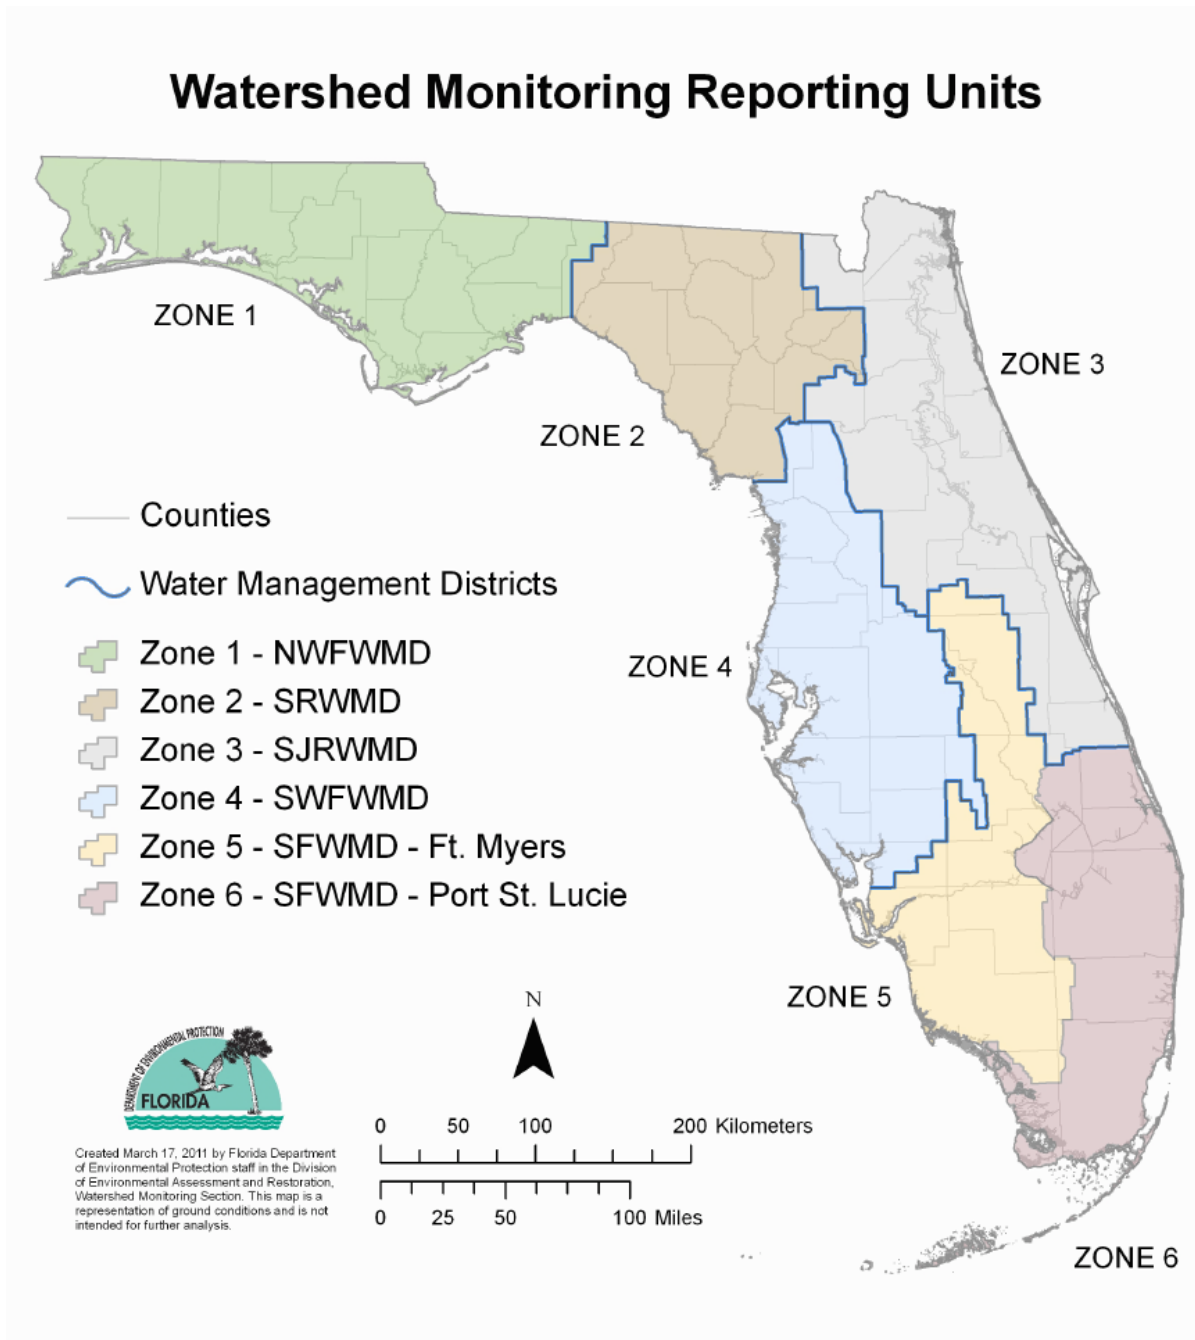 Watershed Monitoring Reporting Units
ZONE 1
ZONE 3
ZONE 2
Counties
Water Management Districts
ZONE 4
Zone 1 - NWFWMD
Zone 2 - SRWMD
Zone 3 - SJRWMD
Zone 4 - SWFWMD
Zone 5 - SFWMD - Ft. Myers
Zone 6 - SFWMD - Port St. Lucie
ZONE 5
N
DEPARTMENT OF ENVIRONMENTAL PROTECTION
FLORIDA
0 50 100 200 Kilometers
0 25 50 100 Miles
Created March 17, 2011 by Florida Department
of Environmental Protection staff in the Division
of Environmental Assessment and Restoration,
Watershed Monitoring Section. This map is a
representation of ground conditions and is not
intended for further analysis.
ZONE 6